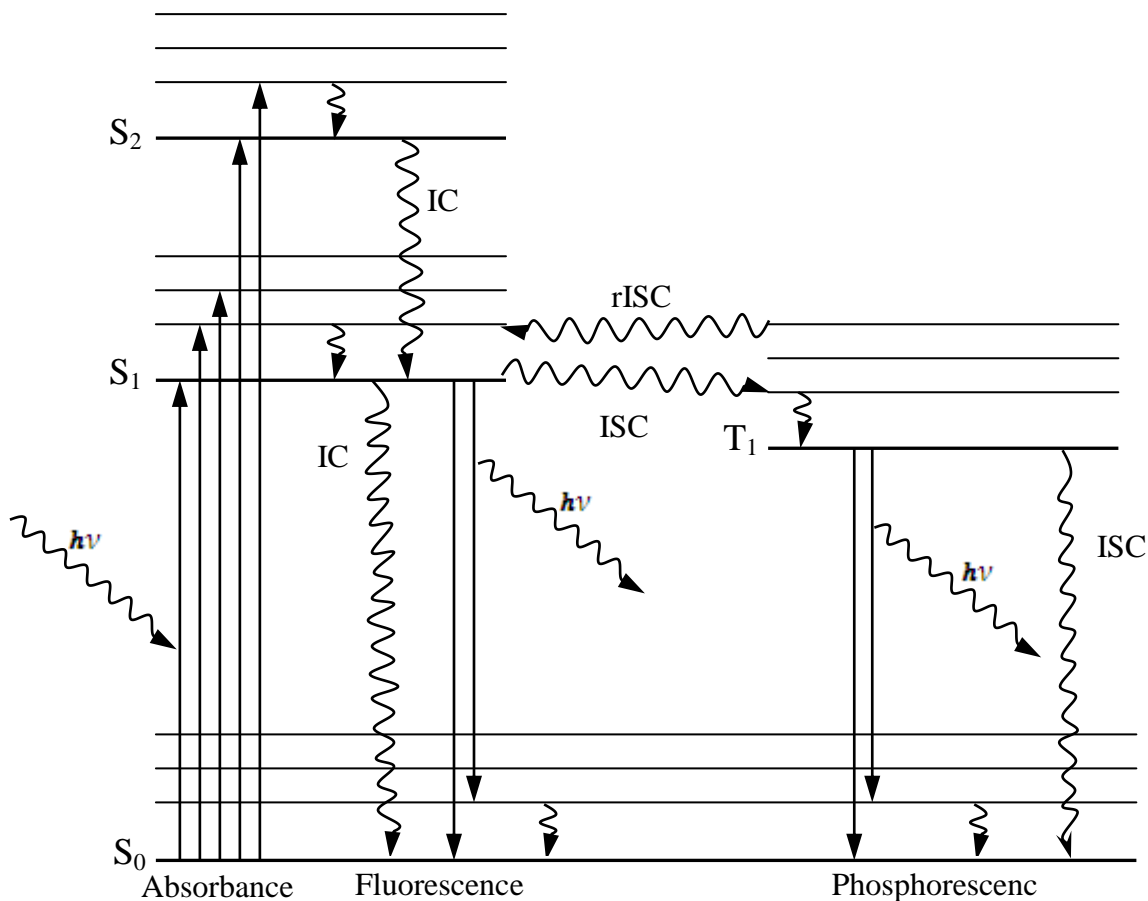 S2
IC
rISC
S1
ISC
T1
IC
hν
hν
hν
ISC
S0
Absorbance
Fluorescence
Phosphorescenc